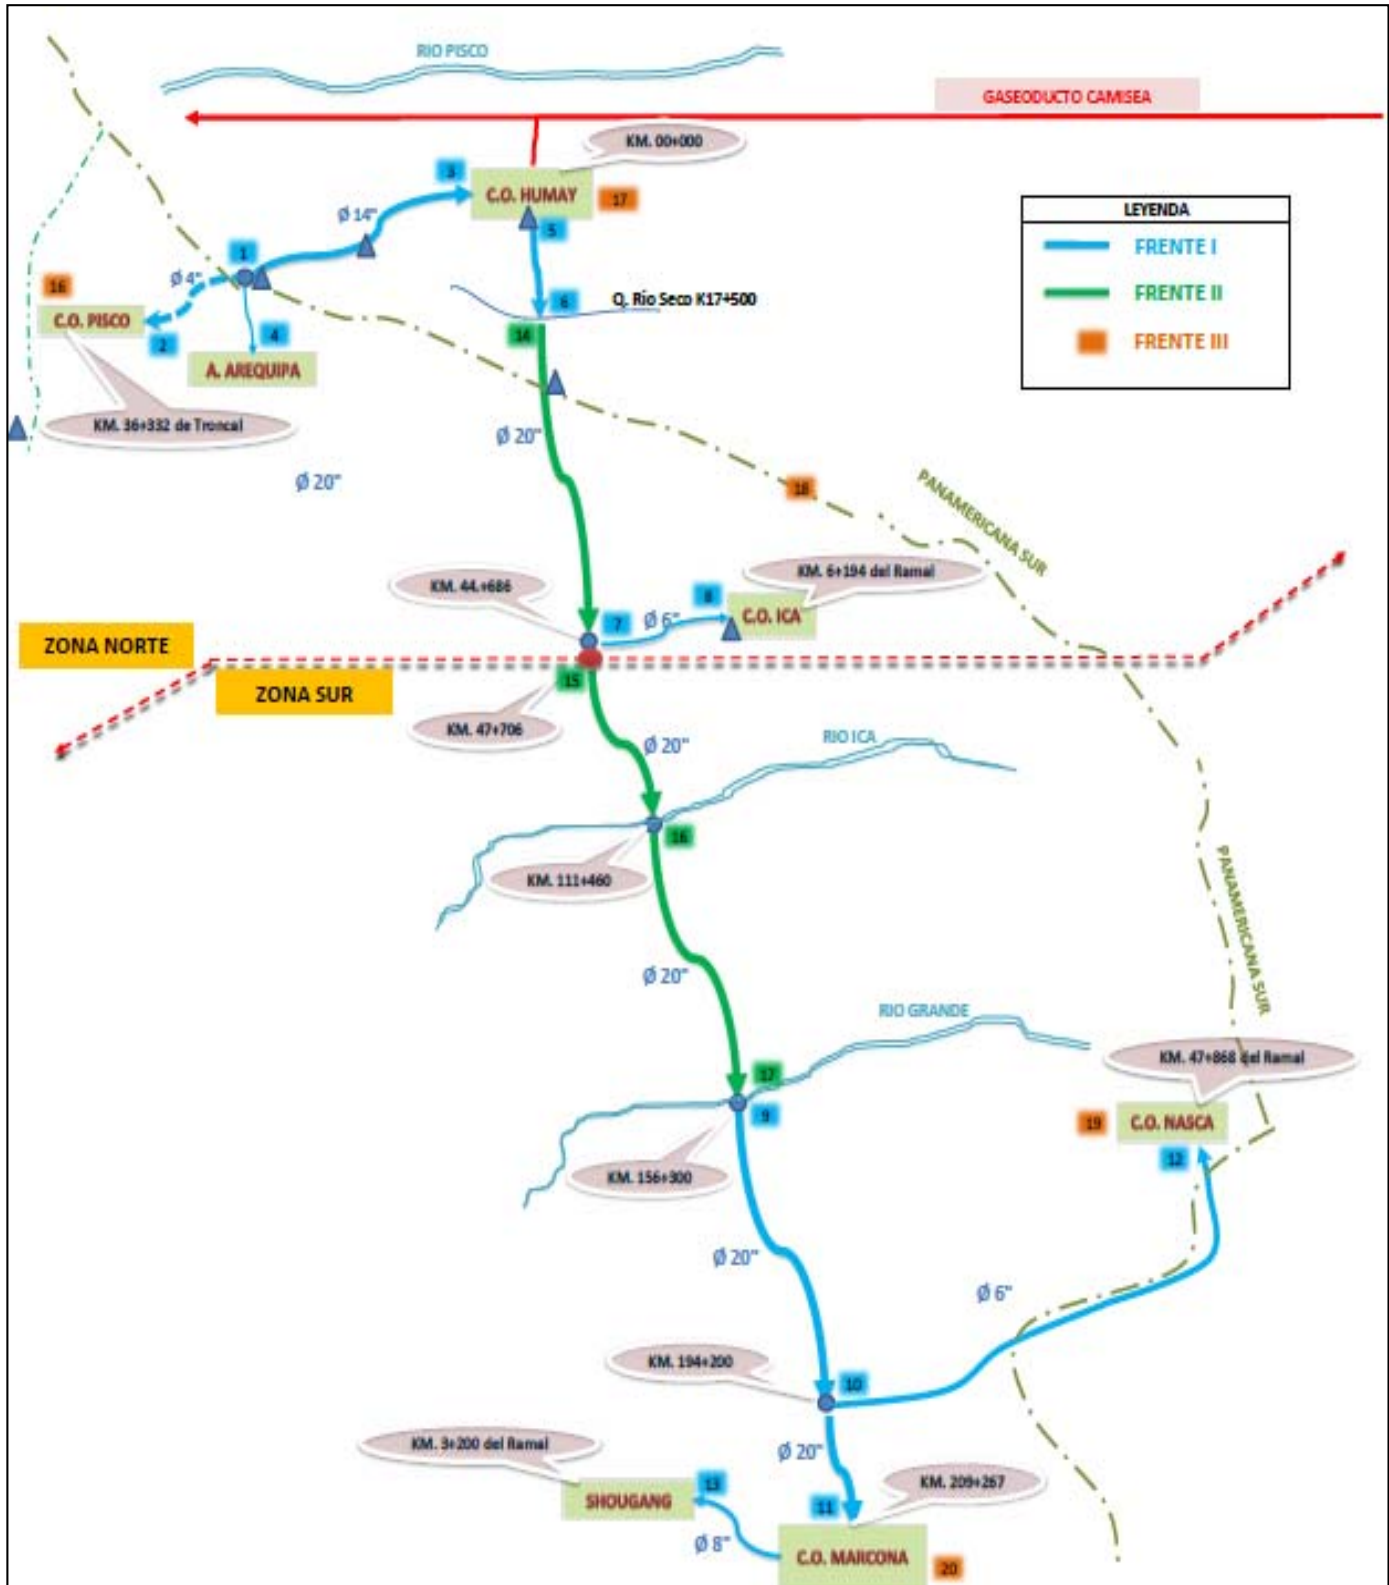 RIO PISCO
GASEODUCTO CAMISEA
KM. 00+000
3
C.O. HUMAY
17
LEYENDA
FRENTE I
FRENTE II
FRENTE III
Ø 14"
5
1
Ø 4"
16
C.O. PISCO
2
4
A. AREQUIPA
6
Q. Río Seco K17+500
14
KM. 36+332 de Troncal
Ø 20"
Ø 20"
18
PANAMERICANA SUR
KM. 44.+686
KM. 6+194 del Ramal
8
C.O. ICA
7
Ø 6"
ZONA NORTE
ZONA SUR
15
KM. 47+706
Ø 20"
RIO ICA
16
KM. 111+460
PANAMERICANA SUR
Ø 20"
RIO GRANDE
KM. 47+868 del Ramal
17
9
19
C.O. NASCA
12
KM. 156+300
Ø 20"
Ø 6"
KM. 194+200
10
KM. 3+200 del Ramal
Ø 20"
13
SHOUGANG
KM. 209+267
11
Ø 8"
C.O. MARCONA
20